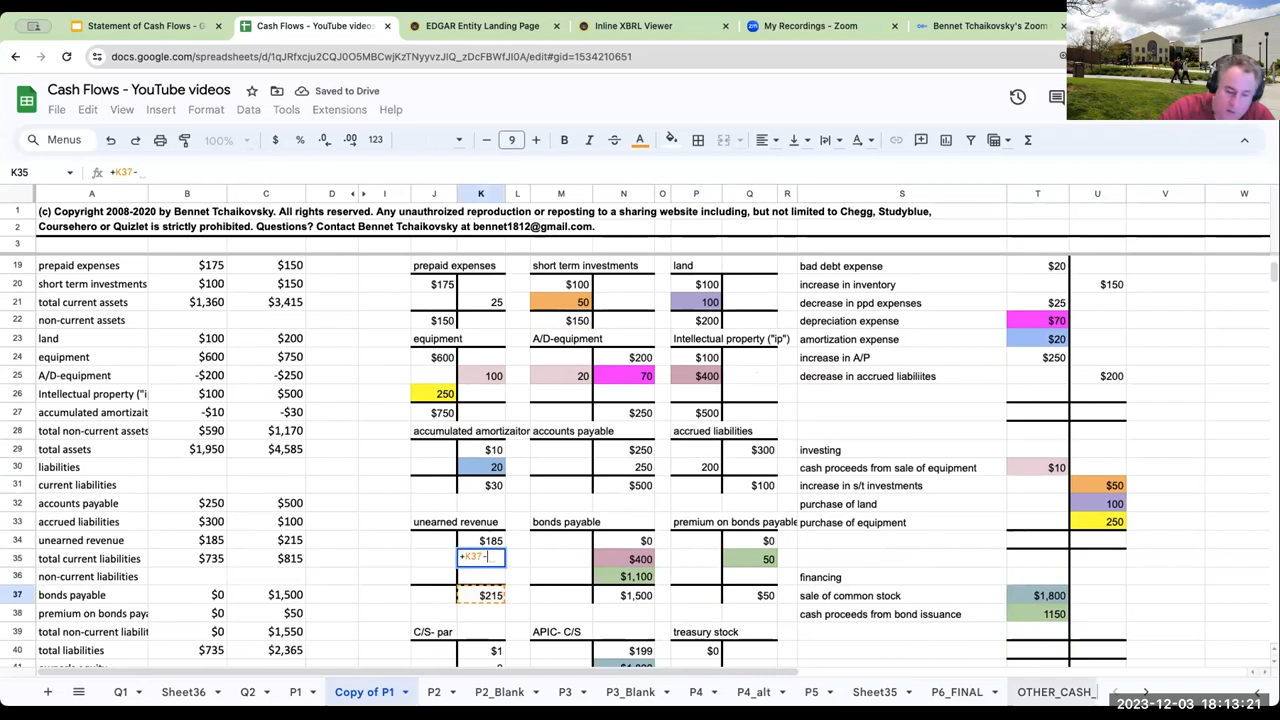 Statement of Cash Flows - G
Cash Flows - YouTube videos
EDGAR Entity Landing Page
Inline XBRL Viewer
My Recordings - Zoom
Bennet Tchaikovsky's Zoom
docs.google.com/spreadsheets/d/1qJRfxcju2CQJ0O5MBCwjKzTNyyvzJIQ_zDcFBWfJI0A/edit#gid=1534210651
Cash Flows - YouTube videos Saved to Drive
File Edit View Insert Format Data Tools Extensions Help
Menus 100% $ % .0 .00 123 9 B I A
K35 fx +K37-
A B C D I J K L M N O P Q R S T U V W
1 (c) Copyright 2008-2020 by Bennet Tchaikovsky. All rights reserved. Any unauthroized reproduction or reposting to a sharing website including, but not limited to Chegg, Studyblue,
2 Coursehero or Quizlet is strictly prohibited. Questions? Contact Bennet Tchaikovsky at bennet1812@gmail.com.
3
19 prepaid expenses $175 $150 prepaid expenses short term investments land bad debt expense $20
20 short term investments $100 $150 $175 $100 $100 increase in inventory $150
21 total current assets $1,360 $3,415 25 50 100 decrease in ppd expenses $25
22 non-current assets $150 $150 $200 depreciation expense $70
23 land $100 $200 equipment A/D-equipment Intellectual property ("ip") amortization expense $20
24 equipment $600 $750 $600 $200 $100 increase in A/P $250
25 A/D-equipment -$200 -$250 100 20 70 $400 decrease in accrued liabiliites $200
26 Intellectual property ("i $100 $500 250
27 accumulated amortizait -$10 -$30 $750 $250 $500
28 total non-current assets $590 $1,170 accumulated amortizaitor accounts payable accrued liabilities
29 total assets $1,950 $4,585 $10 $250 $300 investing
30 liabilities 20 250 200 cash proceeds from sale of equipment $10
31 current liabilities $30 $500 $100 increase in s/t investments $50
32 accounts payable $250 $500 purchase of land 100
33 accrued liabilities $300 $100 unearned revenue bonds payable premium on bonds payable purchase of equipment 250
34 unearned revenue $185 $215 $185 $0 $0
35 total current liabilities $735 $815 +K37- $400 50
36 non-current liabilities $1,100 financing
37 bonds payable $0 $1,500 $215 $1,500 $50 sale of common stock $1,800
38 premium on bonds paya $0 $50 cash proceeds from bond issuance 1150
39 total non-current liabilit $0 $1,550 C/S- par APIC- C/S treasury stock
40 total liabilities $735 $2,365 $1 $199 $0
Q1 Sheet36 Q2 P1 Copy of P1 P2 P2_Blank P3 P3_Blank P4 P4_alt P5 Sheet35 P6_FINAL OTHER_CASH_
2023-12-03 18:13:21